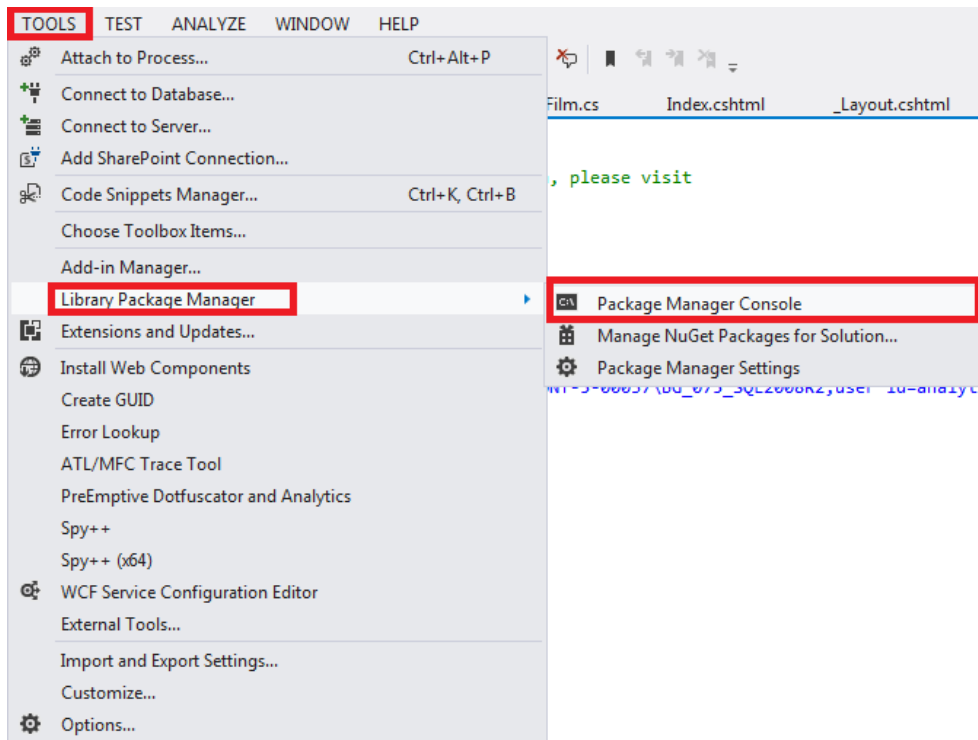 TOOLS TEST ANALYZE WINDOW HELP
Attach to Process... Ctrl+Alt+P
Connect to Database...
Film.cs Index.cshtml _Layout.cshtml
Connect to Server...
Add SharePoint Connection...
, please visit
Code Snippets Manager... Ctrl+K, Ctrl+B
Choose Toolbox Items...
Add-in Manager...
Library Package Manager
Package Manager Console
Extensions and Updates...
Manage NuGet Packages for Solution...
Install Web Components
Package Manager Settings
Create GUID
Error Lookup
ATL/MFC Trace Tool
PreEmptive Dotfuscator and Analytics
Spy++
Spy++ (x64)
WCF Service Configuration Editor
External Tools...
Import and Export Settings...
Customize...
Options...